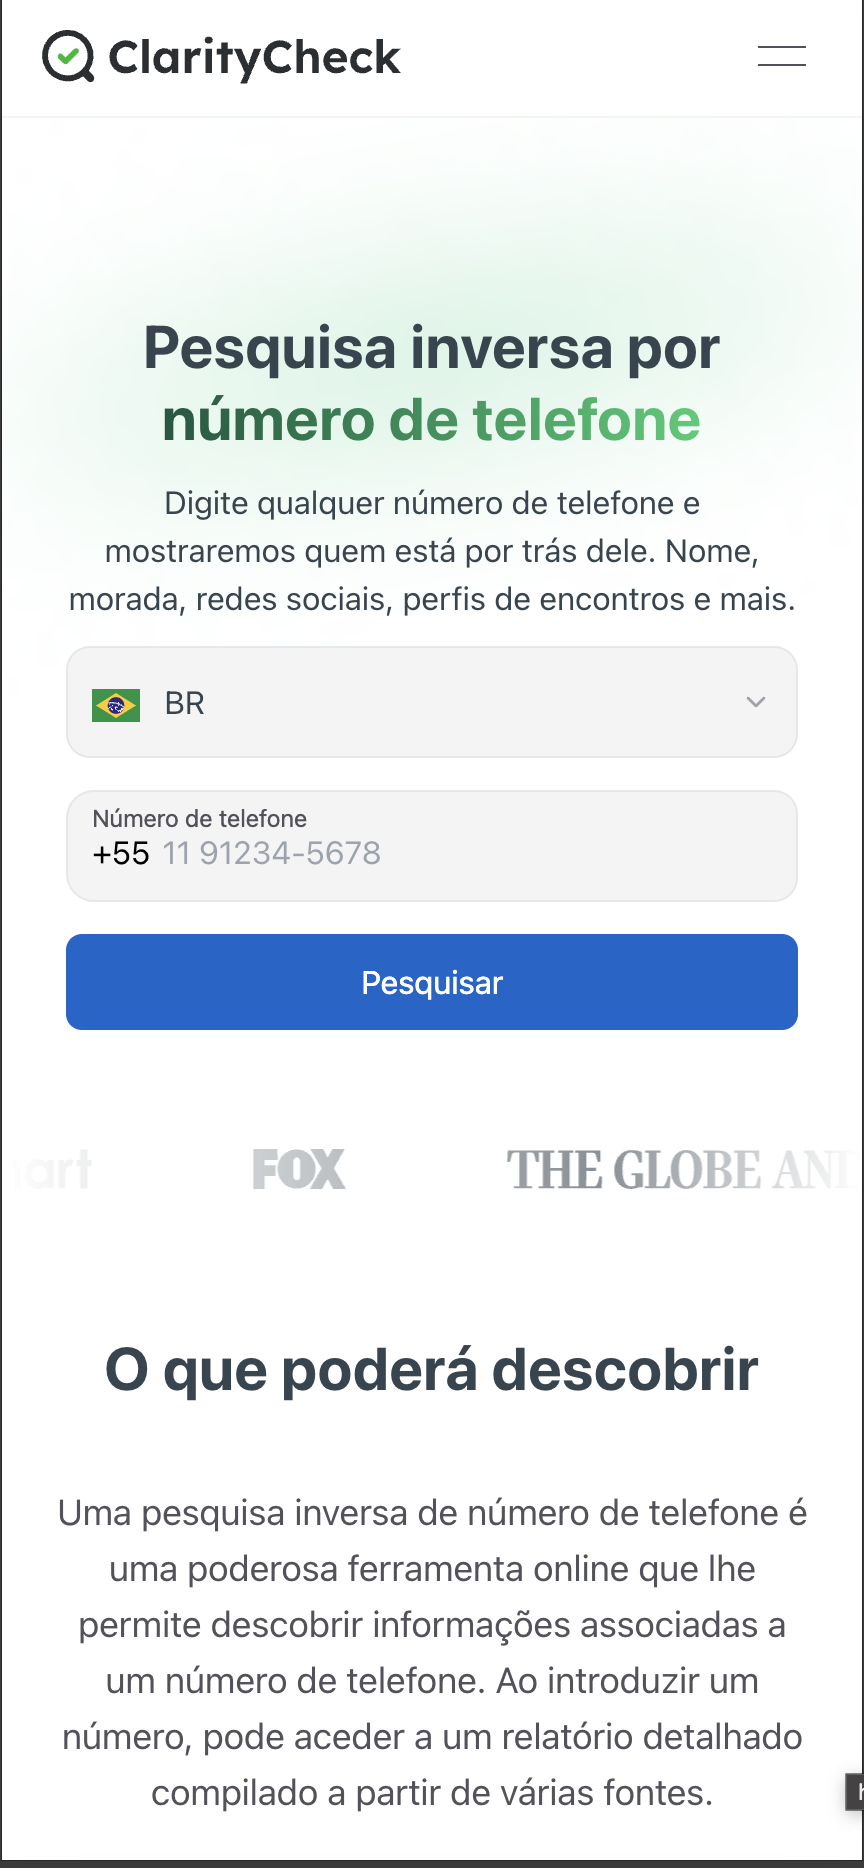 ClarityCheck
Pesquisa inversa por
número de telefone
Digite qualquer número de telefone e
mostraremos quem está por trás dele. Nome,
morada, redes sociais, perfis de encontros e mais.
BR
Número de telefone
+55 11 91234-5678
Pesquisar
art FOX THE GLOBE AND
O que poderá descobrir
Uma pesquisa inversa de número de telefone é
uma poderosa ferramenta online que lhe
permite descobrir informações associadas a
um número de telefone. Ao introduzir um
número, pode aceder a um relatório detalhado
compilado a partir de várias fontes.